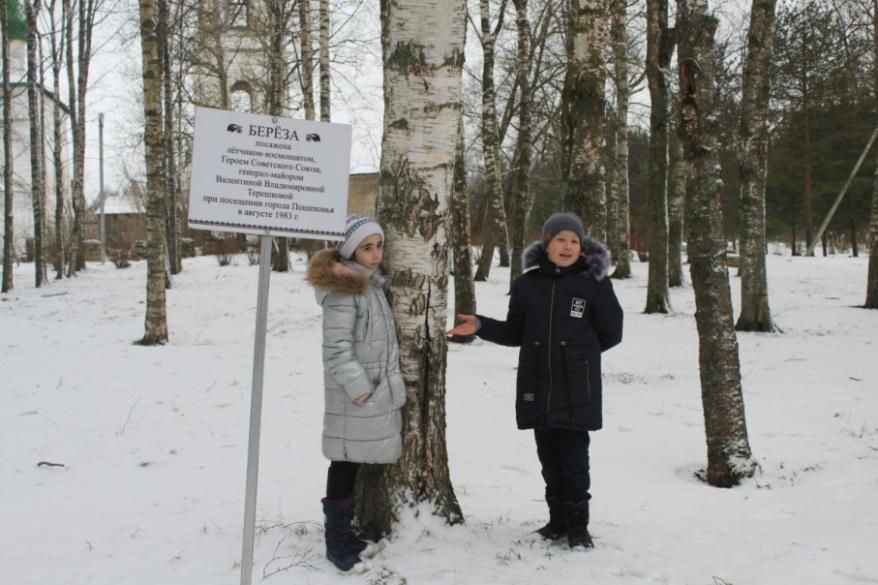 БЕРЁЗА
посажена
лётчиком-космонавтом,
Героем Советского Союза,
генерал-майором
Валентиной Владимировной
Терешковой
при посещении города Пошехонья
в августе 1983 г.